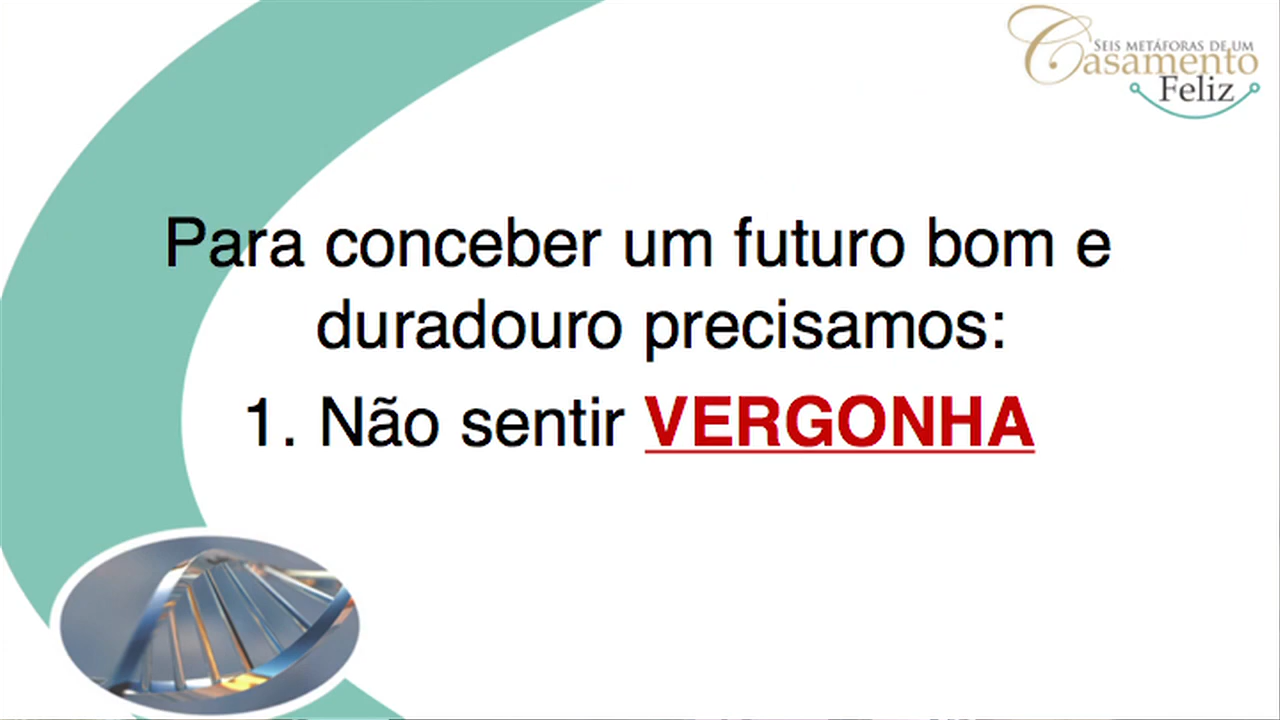 SEIS METÁFORAS DE UM
Casamento
Feliz
Para conceber um futuro bom e
duradouro precisamos:
1. Não sentir VERGONHA